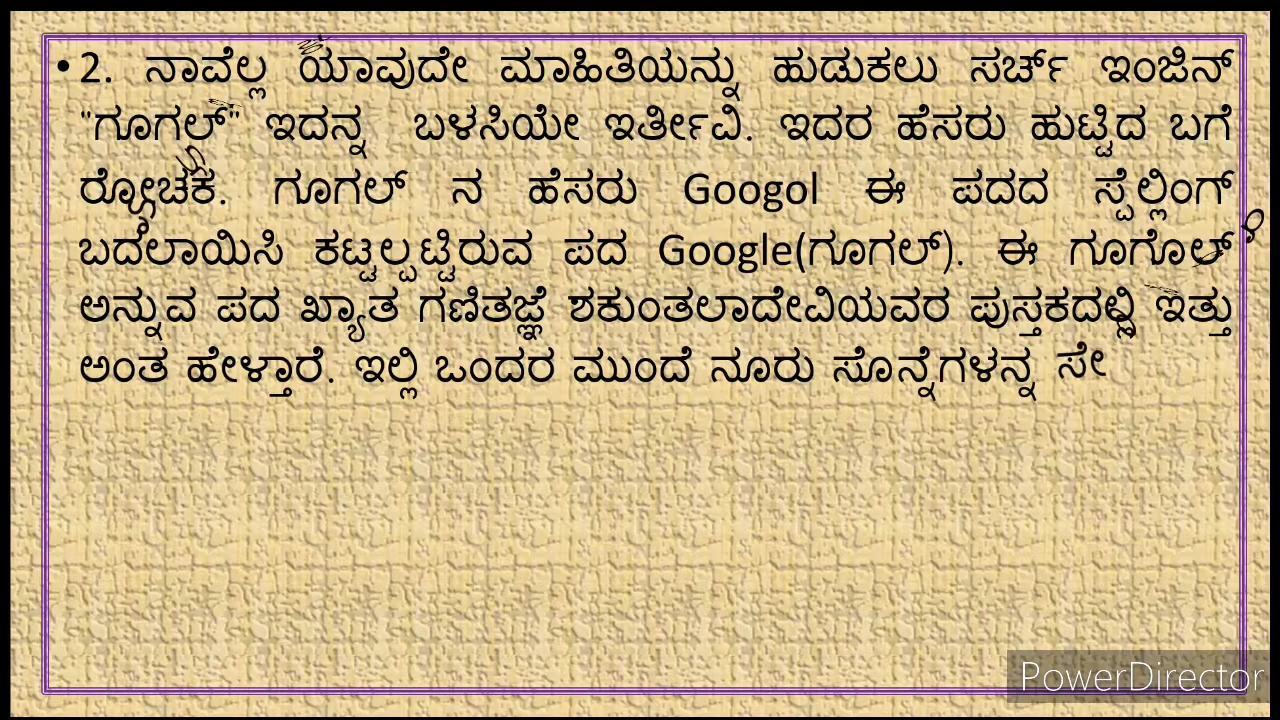 • 2. ನಾವೆಲ್ಲ ಯಾವುದೇ ಮಾಹಿತಿಯನ್ನು ಹುಡುಕಲು ಸರ್ಚ್ ಇಂಜಿನ್
"ಗೂಗಲ್" ಇದನ್ನ ಬಳಸಿಯೇ ಇರ್ತೀವಿ. ಇದರ ಹೆಸರು ಹುಟ್ಟಿದ ಬಗೆ
ಗೂಗಲ್ ನ ಹೆಸರು Googol ಈ ಪದದ ಸ್ಪೆಲ್ಲಿಂಗ್
ಬದಲಾಯಿಸಿ ಕಟ್ಟಲ್ಪಟ್ಟಿರುವ ಪದ Google(ಗೂಗಲ್). ಈ ಗೂಗೊಲ್
ಅನ್ನುವ ಪದ ಖ್ಯಾತ ಗಣಿತಜ್ಞೆ ಶಕುಂತಲಾದೇವಿಯವರ ಪುಸ್ತಕದಲ್ಲಿ ಇತ್ತು
ಅಂತ ಹೇಳ್ತಾರೆ. ಇಲ್ಲಿ ಒಂದರ ಮುಂದೆ ನೂರು ಸೊನ್ನೆಗಳನ್ನ ಸೇ
PowerDirector